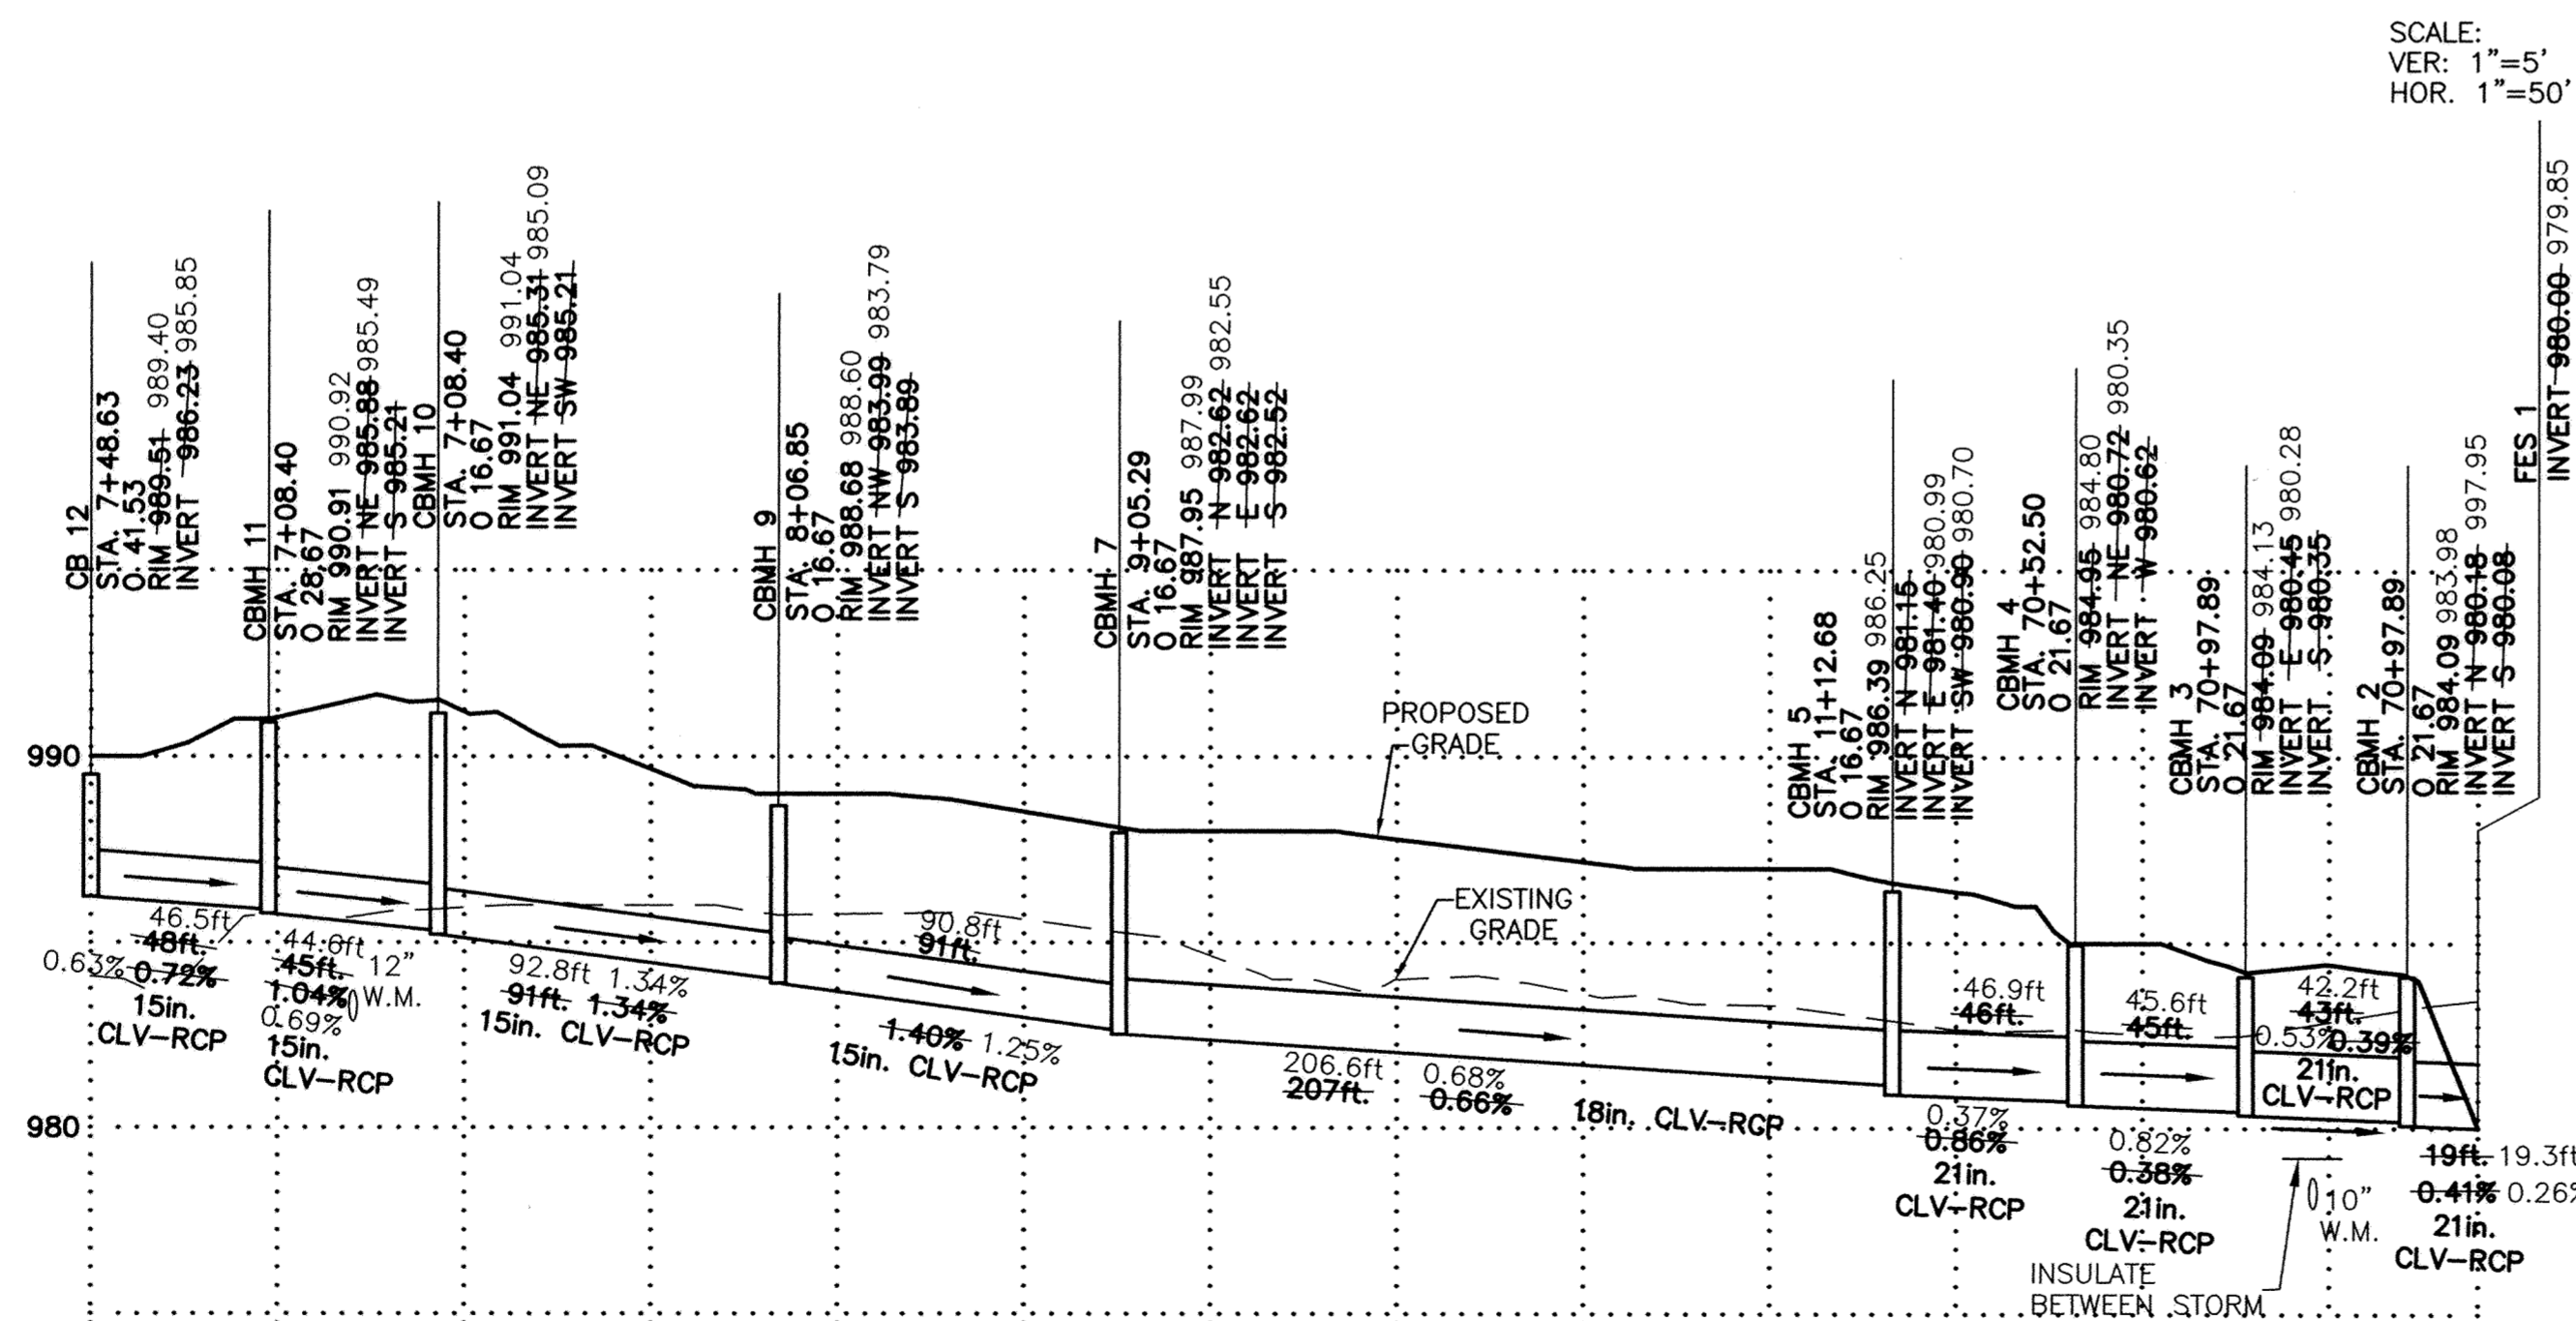 SCALE:
VER: 1"=5'
HOR. 1"=50'
CB 12
STA. 7+48.63
O 41.53
RIM 989.51 989.40
INVERT 986.23 985.85
CBMH 11
STA. 7+08.40
O 28.67
RIM 990.91 990.92
INVERT NE 985.88 985.49
INVERT S 985.21
CBMH 10
STA. 7+08.40
O 16.67
RIM 991.04 991.04
INVERT NE 985.31 985.09
INVERT SW 985.21
CBMH 9
STA. 8+06.85
O 16.67
RIM 988.68 988.60
INVERT NW 983.99 983.79
INVERT S 983.89
CBMH 7
STA. 9+05.29
O 16.67
RIM 987.95 987.99
INVERT N 982.62 982.55
INVERT E 982.62
INVERT S 982.52
CBMH 5
STA. 11+12.68
O 16.67
RIM 986.39 986.25
INVERT N 981.15
INVERT E 981.40 980.99
INVERT SW 980.90 980.70
CBMH 4
STA. 70+52.50
O 21.67
RIM 984.95 984.80
INVERT NE 980.72 980.35
INVERT W 980.62
CBMH 3
STA. 70+97.89
O 21.67
RIM 984.09 984.13
INVERT E 980.45 980.28
INVERT S 980.35
CBMH 2
STA. 70+97.89
O 21.67
RIM 984.09 983.98
INVERT N 980.18 997.95
INVERT S 980.08
FES 1
INVERT 980.00 979.85
990
980
PROPOSED
GRADE
EXISTING
GRADE
46.5ft
48ft.
0.63% 0.72%
15in.
CLV-RCP
44.6ft
45ft.
1.04%
0.69%
15in.
CLV-RCP
12"
W.M.
92.8ft 1.34%
91ft. 1.34%
15in. CLV-RCP
90.8ft
91ft.
1.40% 1.25%
15in. CLV-RCP
206.6ft 0.68%
207ft. 0.66%
18in. CLV-RCP
46.9ft
46ft.
0.37%
0.86%
21in.
CLV-RCP
45.6ft
45ft.
0.82%
0.38%
21in.
CLV-RCP
42.2ft
43ft.
0.53% 0.39%
21in.
CLV-RCP
19ft. 19.3ft
0.41% 0.26%
21in.
CLV-RCP
10"
W.M.
INSULATE
BETWEEN STORM